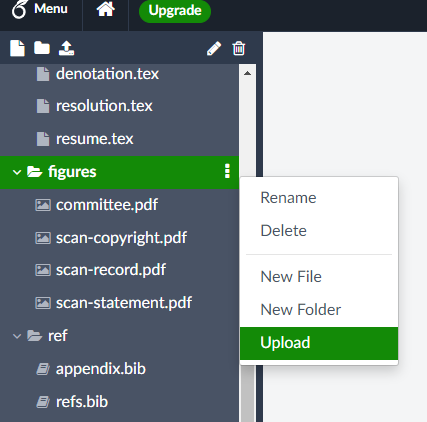 Menu
Upgrade
denotation.tex
resolution.tex
resume.tex
figures
committee.pdf
scan-copyright.pdf
scan-record.pdf
scan-statement.pdf
ref
appendix.bib
refs.bib
Rename
Delete
New File
New Folder
Upload